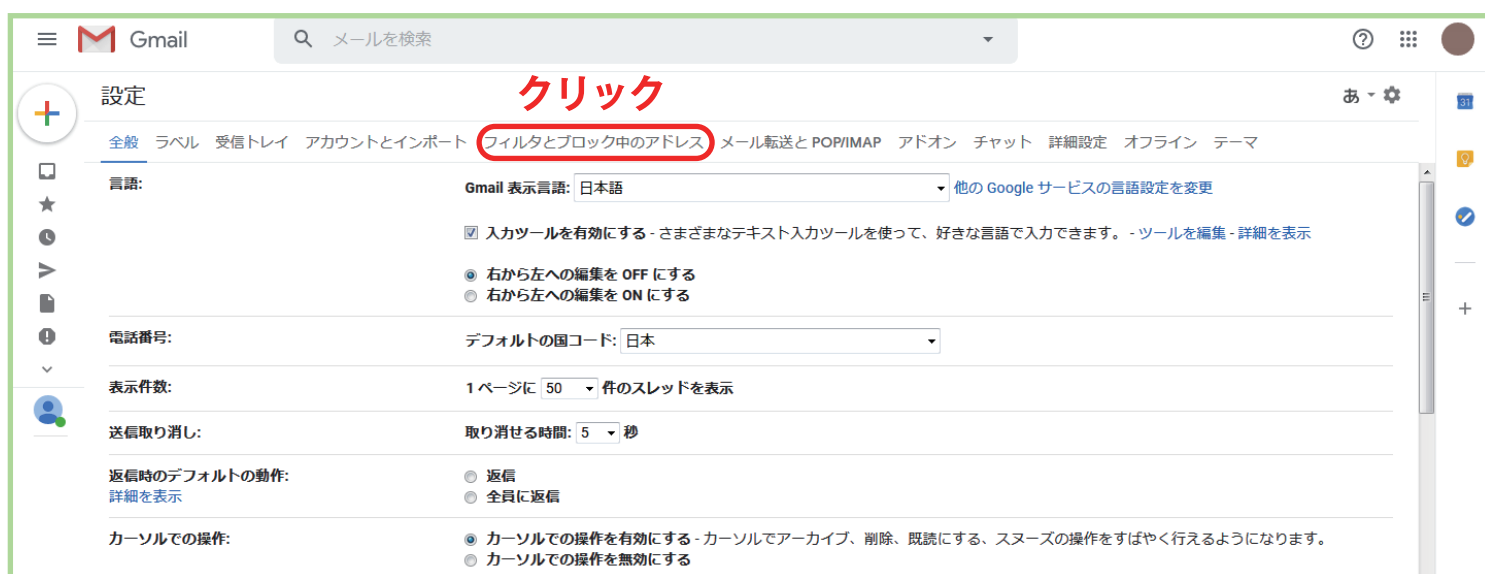 Gmail
メールを検索
設定
クリック
あ
31
全般 ラベル 受信トレイ アカウントとインポート フィルタとブロック中のアドレス メール転送と POP/IMAP アドオン チャット 詳細設定 オフライン テーマ
言語: Gmail 表示言語: 日本語 他の Google サービスの言語設定を変更
入力ツールを有効にする - さまざまなテキスト入力ツールを使って、好きな言語で入力できます。 - ツールを編集 - 詳細を表示
右から左への編集を OFF にする
右から左への編集を ON にする
電話番号: デフォルトの国コード: 日本
表示件数: 1 ページに 50 件のスレッドを表示
送信取り消し: 取り消せる時間: 5 秒
返信時のデフォルトの動作: 返信
詳細を表示 全員に返信
カーソルでの操作: カーソルでの操作を有効にする - カーソルでアーカイブ、削除、既読にする、スヌーズの操作をすばやく行えるようになります。
カーソルでの操作を無効にする